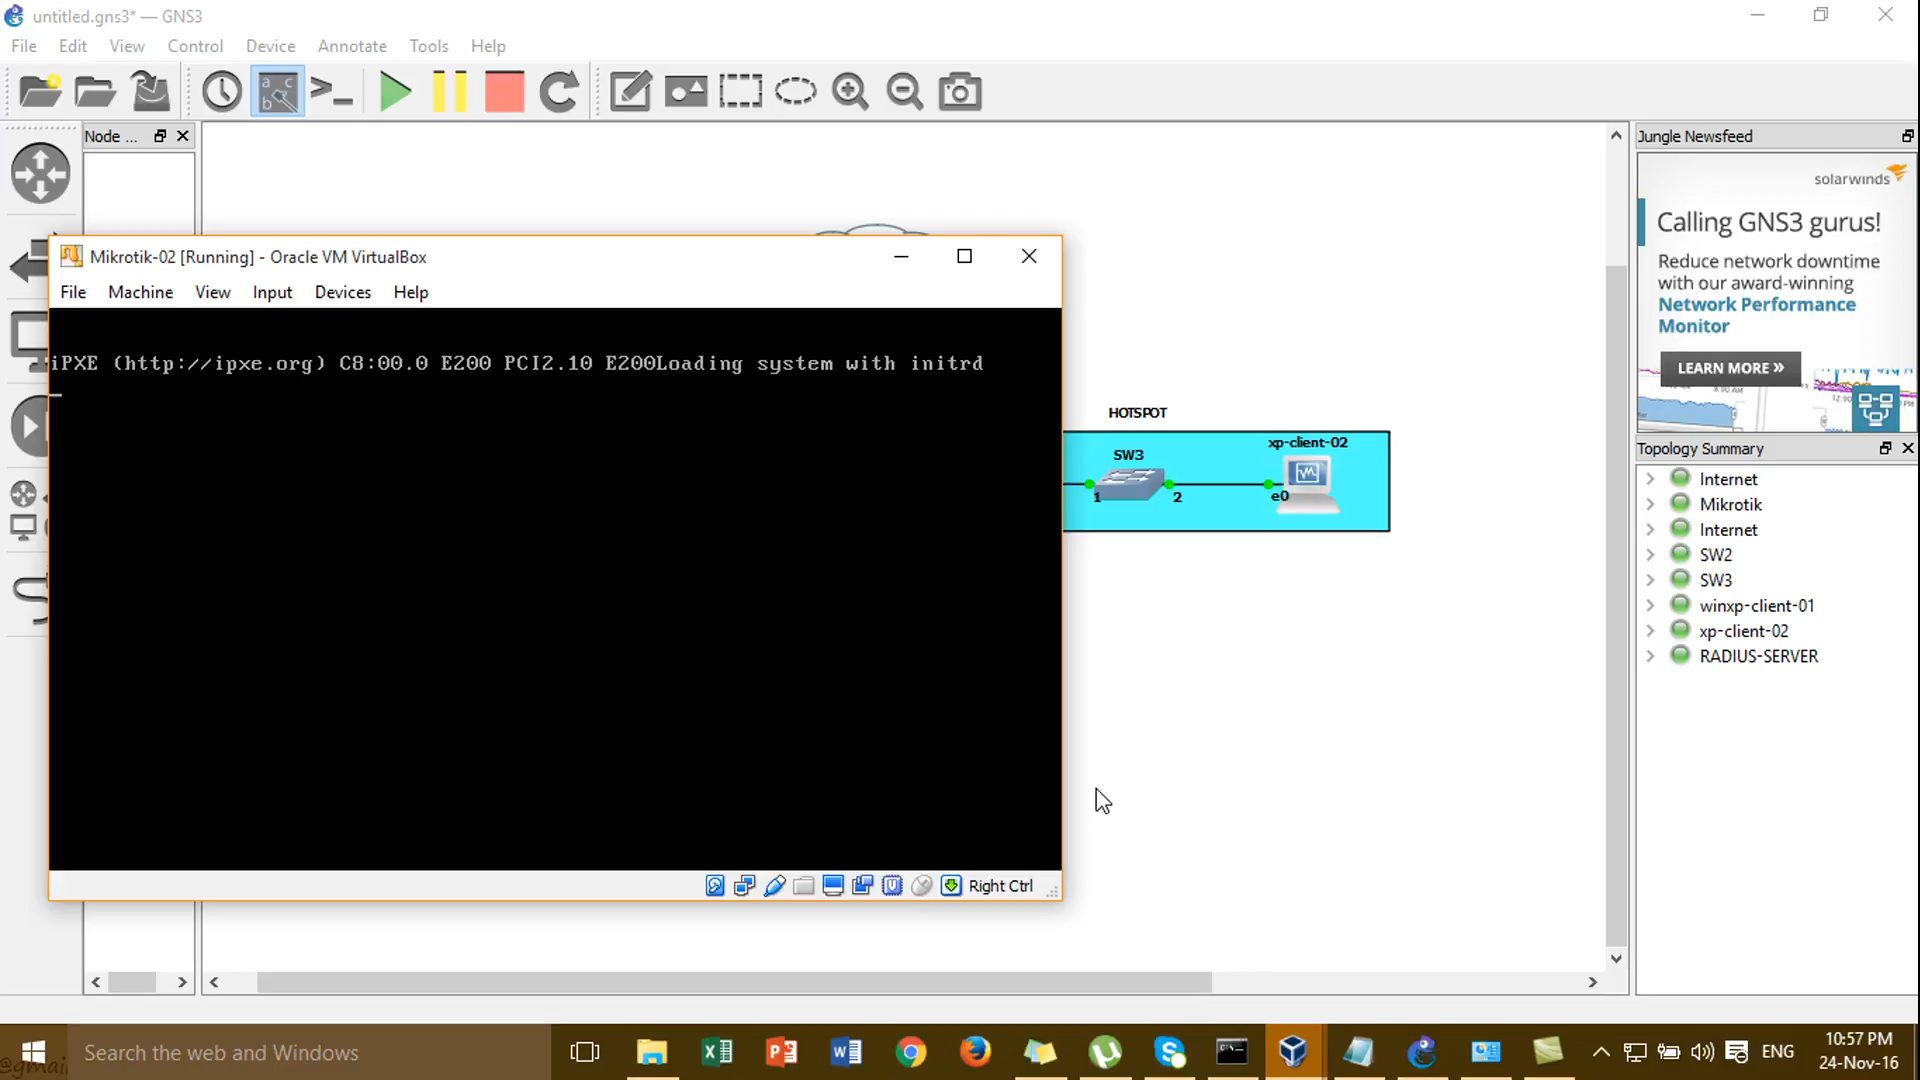 untitled.gns3* — GNS3
File Edit View Control Device Annotate Tools Help
Node ...
Mikrotik-02 [Running] - Oracle VM VirtualBox
File Machine View Input Devices Help
iPXE (http://ipxe.org) C8:00.0 E200 PCI2.10 E200Loading system with initrd
Right Ctrl
HOTSPOT
xp-client-02
SW3
1
2
e0
Jungle Newsfeed
solarwinds
Calling GNS3 gurus!
Reduce network downtime
with our award-winning
Network Performance
Monitor
LEARN MORE »
Topology Summary
Internet
Mikrotik
Internet
SW2
SW3
winxp-client-01
xp-client-02
RADIUS-SERVER
Search the web and Windows
ENG
10:57 PM
24-Nov-16